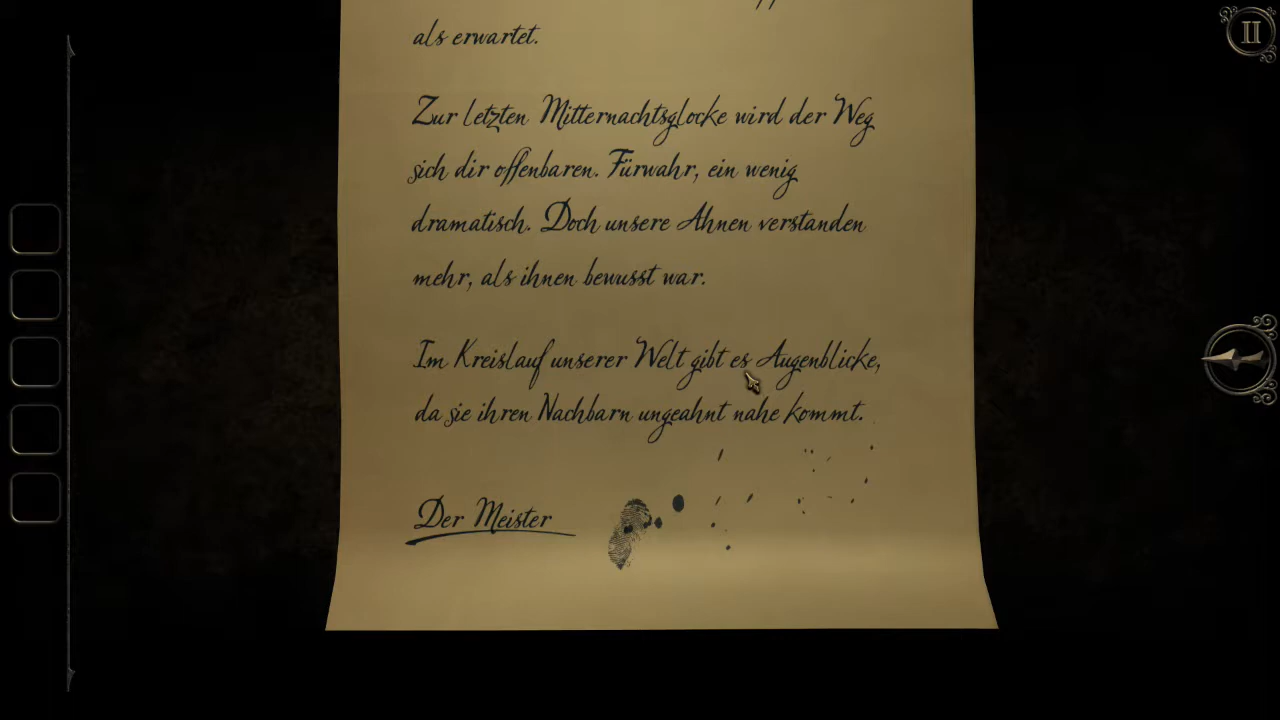 als erwartet.
Zur letzten Mitternachtsglocke wird der Weg
sich dir offenbaren. Fürwahr, ein wenig
dramatisch. Doch unsere Ahnen verstanden
mehr, als ihnen bewusst war.
Im Kreislauf unserer Welt gibt es Augenblicke,
da sie ihren Nachbarn ungeahnt nahe kommt.
Der Meister